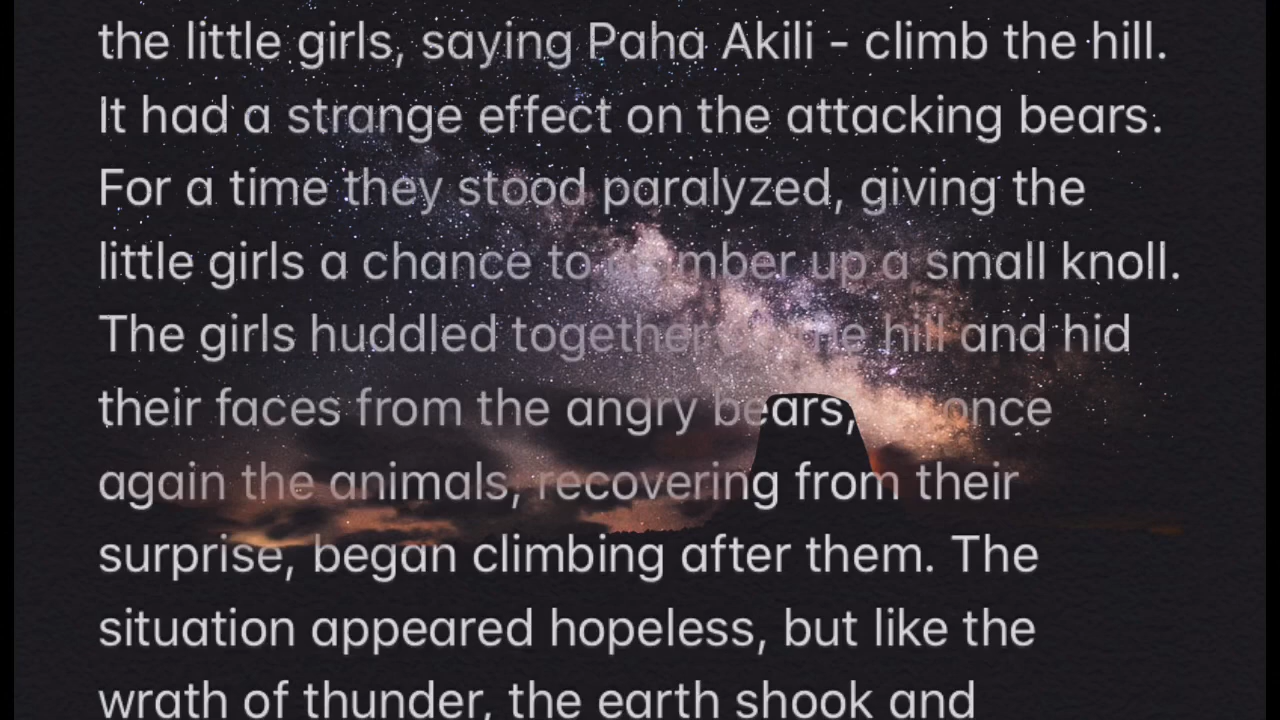 the little girls, saying Paha Akili - climb the hill.
It had a strange effect on the attacking bears.
For a time they stood paralyzed, giving the
little girls a chance to clamber up a small knoll.
The girls huddled together on the hill and hid
their faces from the angry bears, once
again the animals, recovering from their
surprise, began climbing after them. The
situation appeared hopeless, but like the
wrath of thunder, the earth shook and